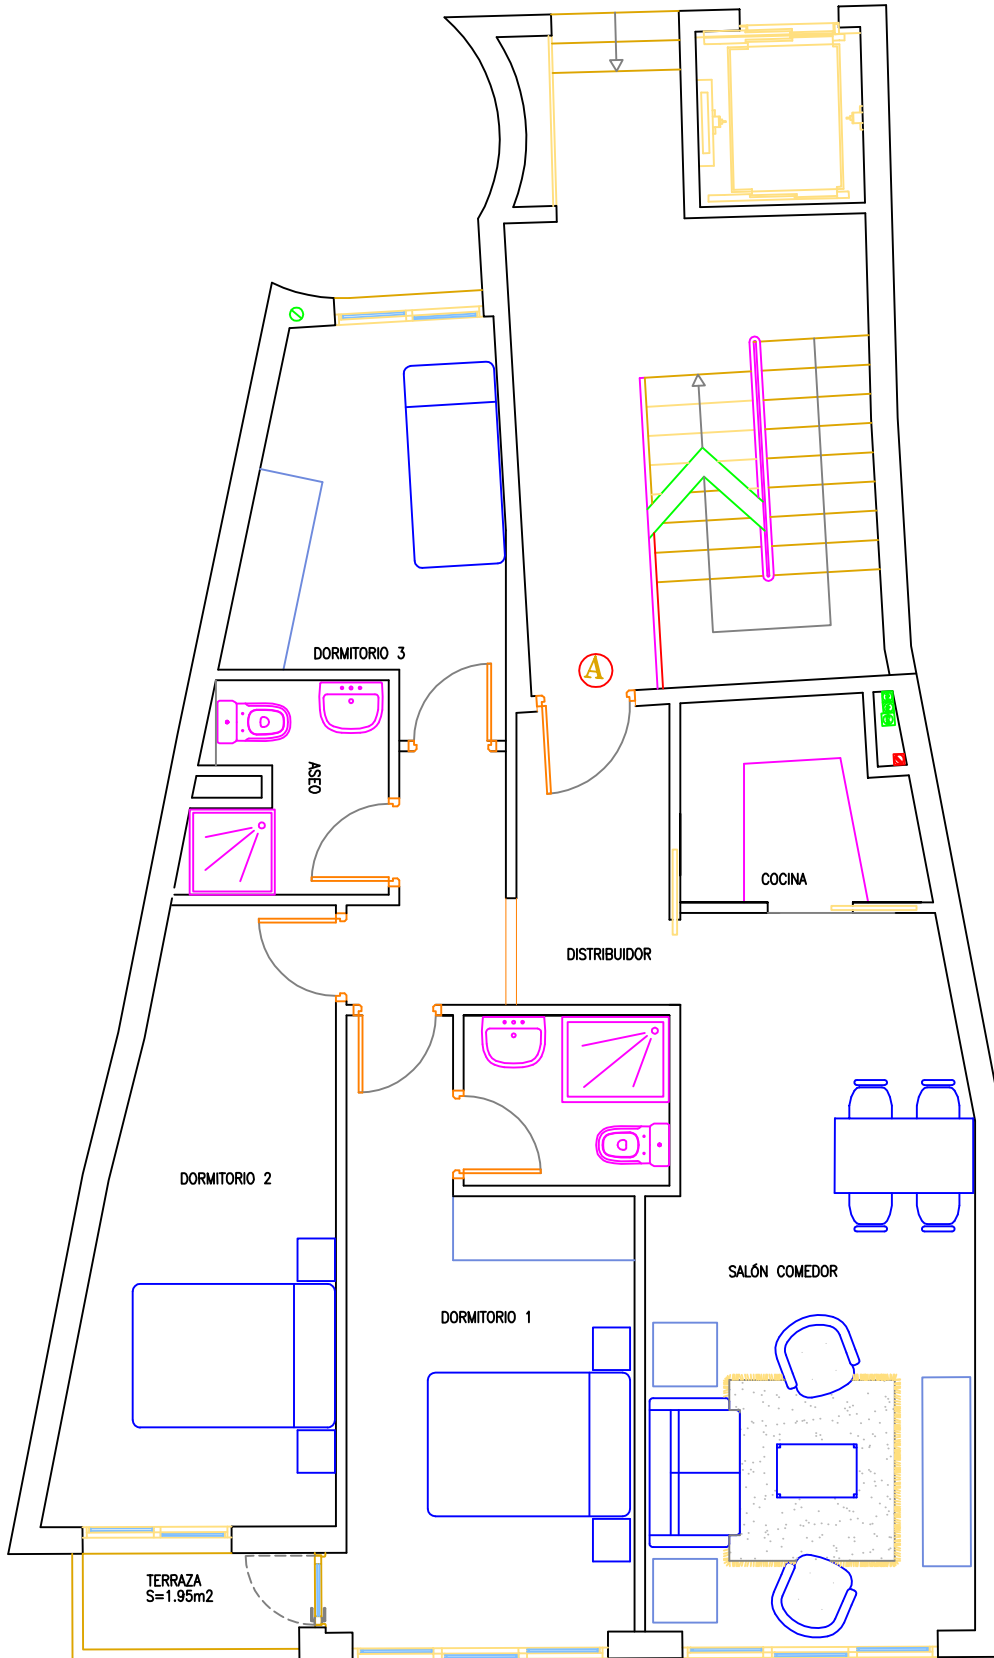 DORMITORIO 3
A
ASEO
COCINA
DISTRIBUIDOR
DORMITORIO 2
SALÓN COMEDOR
DORMITORIO 1
TERRAZA
S=1.95m2